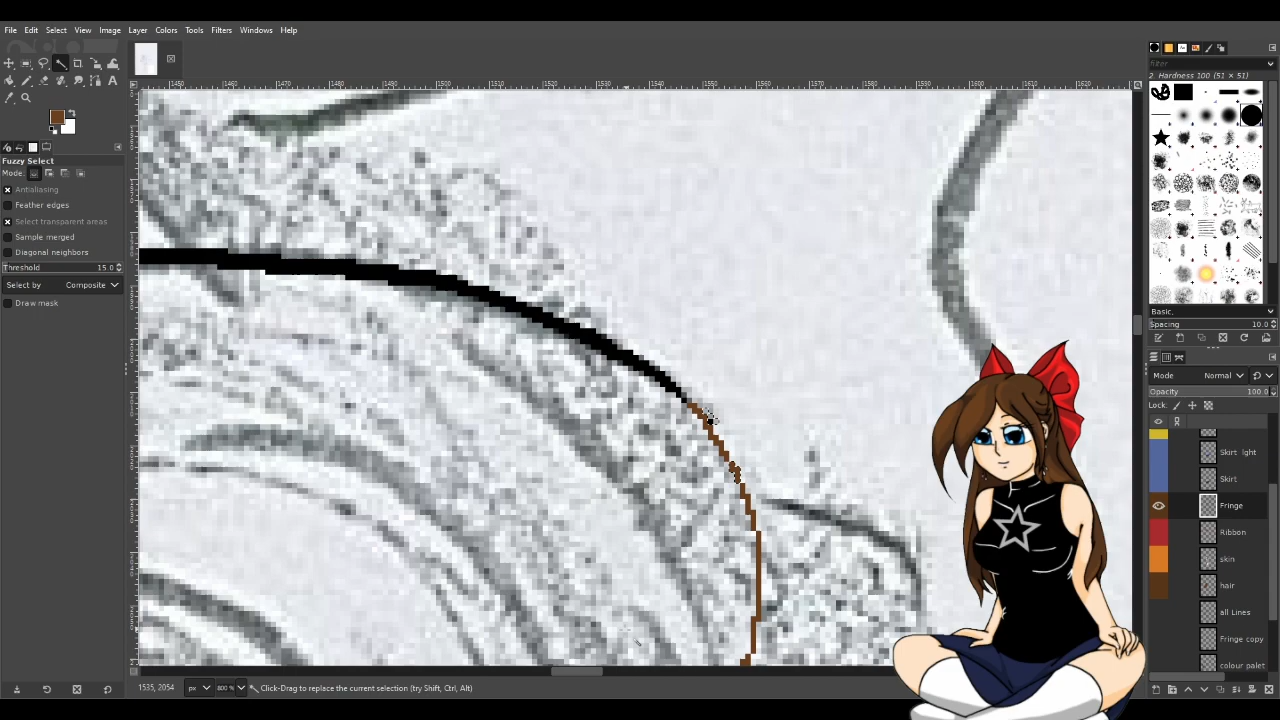 File Edit Select View Image Layer Colors Tools Filters Windows Help
filter
2. Hardness 100 (51 × 51)
Fuzzy Select
Mode:
Antialiasing
Feather edges
Select transparent areas
Sample merged
Diagonal neighbors
Threshold 15.0
Select by Composite
Draw mask
Basic,
Spacing 10.0
Mode Normal
Opacity 100.0
Lock:
Skirt
Fringe
Ribbon
skin
hair
all Lines
Fringe copy
colour palet
1535, 2054 px 800 % Click-Drag to replace the current selection (try Shift, Ctrl, Alt)